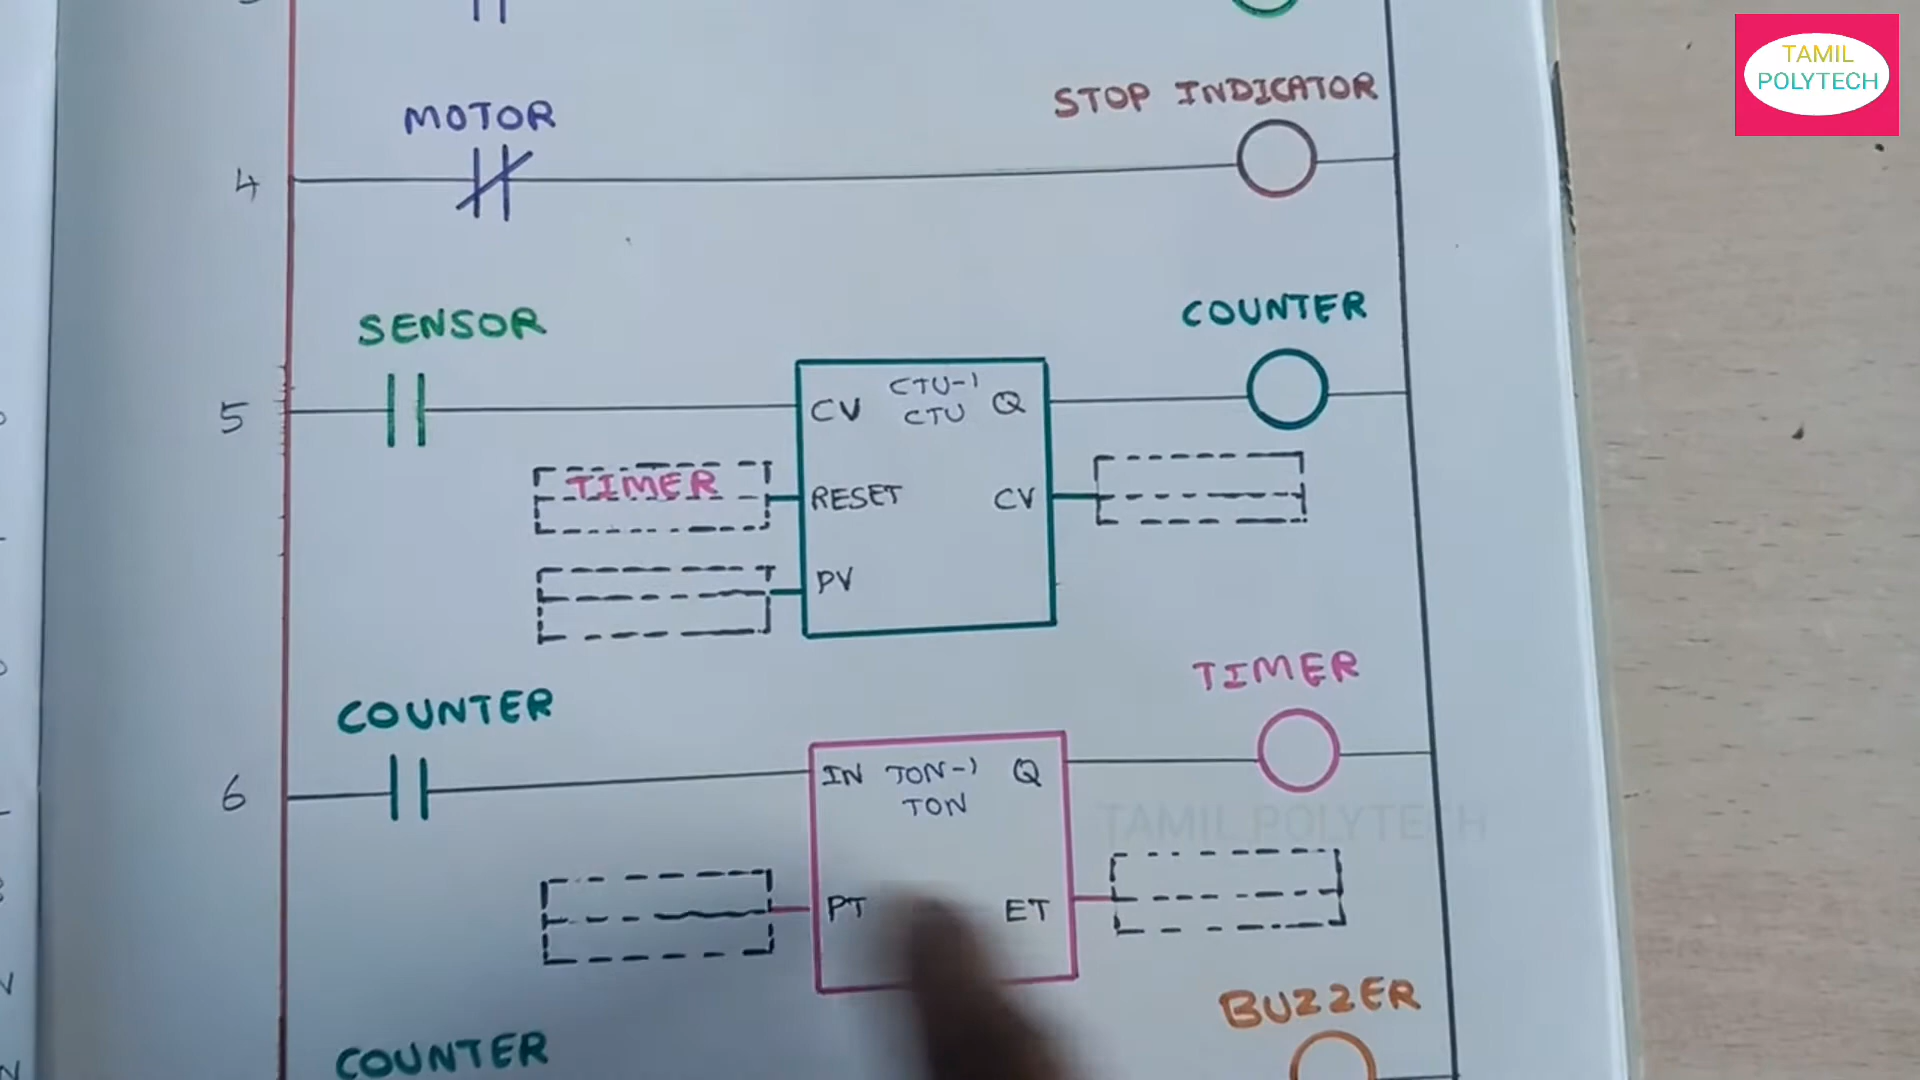 TAMIL
POLYTECH
MOTOR
STOP INDICATOR
4
SENSOR
COUNTER
5
CV
CTU-1
CTU
Q
TIMER
RESET
CV
PV
TIMER
COUNTER
6
IN
TON-1
TON
Q
TAMIL POLYTECH
PT
ET
BUZZER
COUNTER